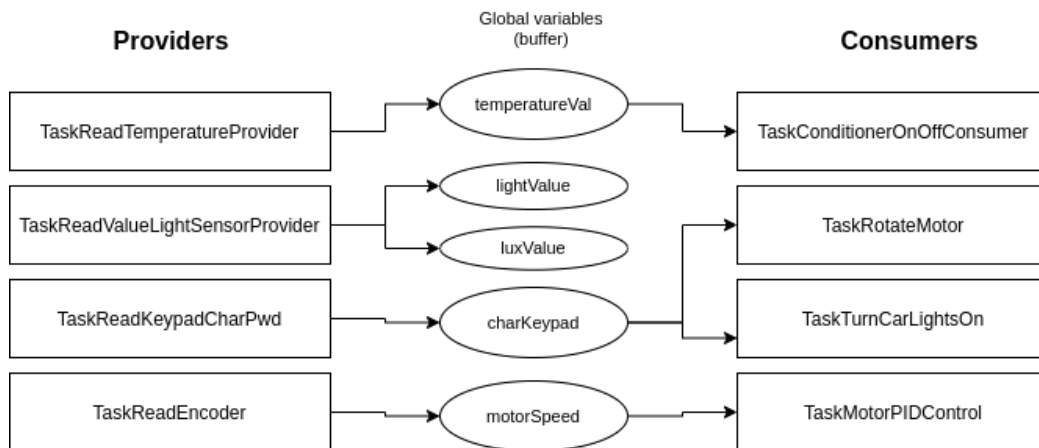 Global variables
(buffer)
Providers
Consumers
temperatureVal
TaskReadTemperatureProvider
TaskConditionerOnOffConsumer
lightValue
TaskReadValueLightSensorProvider
TaskRotateMotor
luxValue
TaskReadKeypadCharPwd
charKeypad
TaskTurnCarLightsOn
TaskReadEncoder
motorSpeed
TaskMotorPIDControl